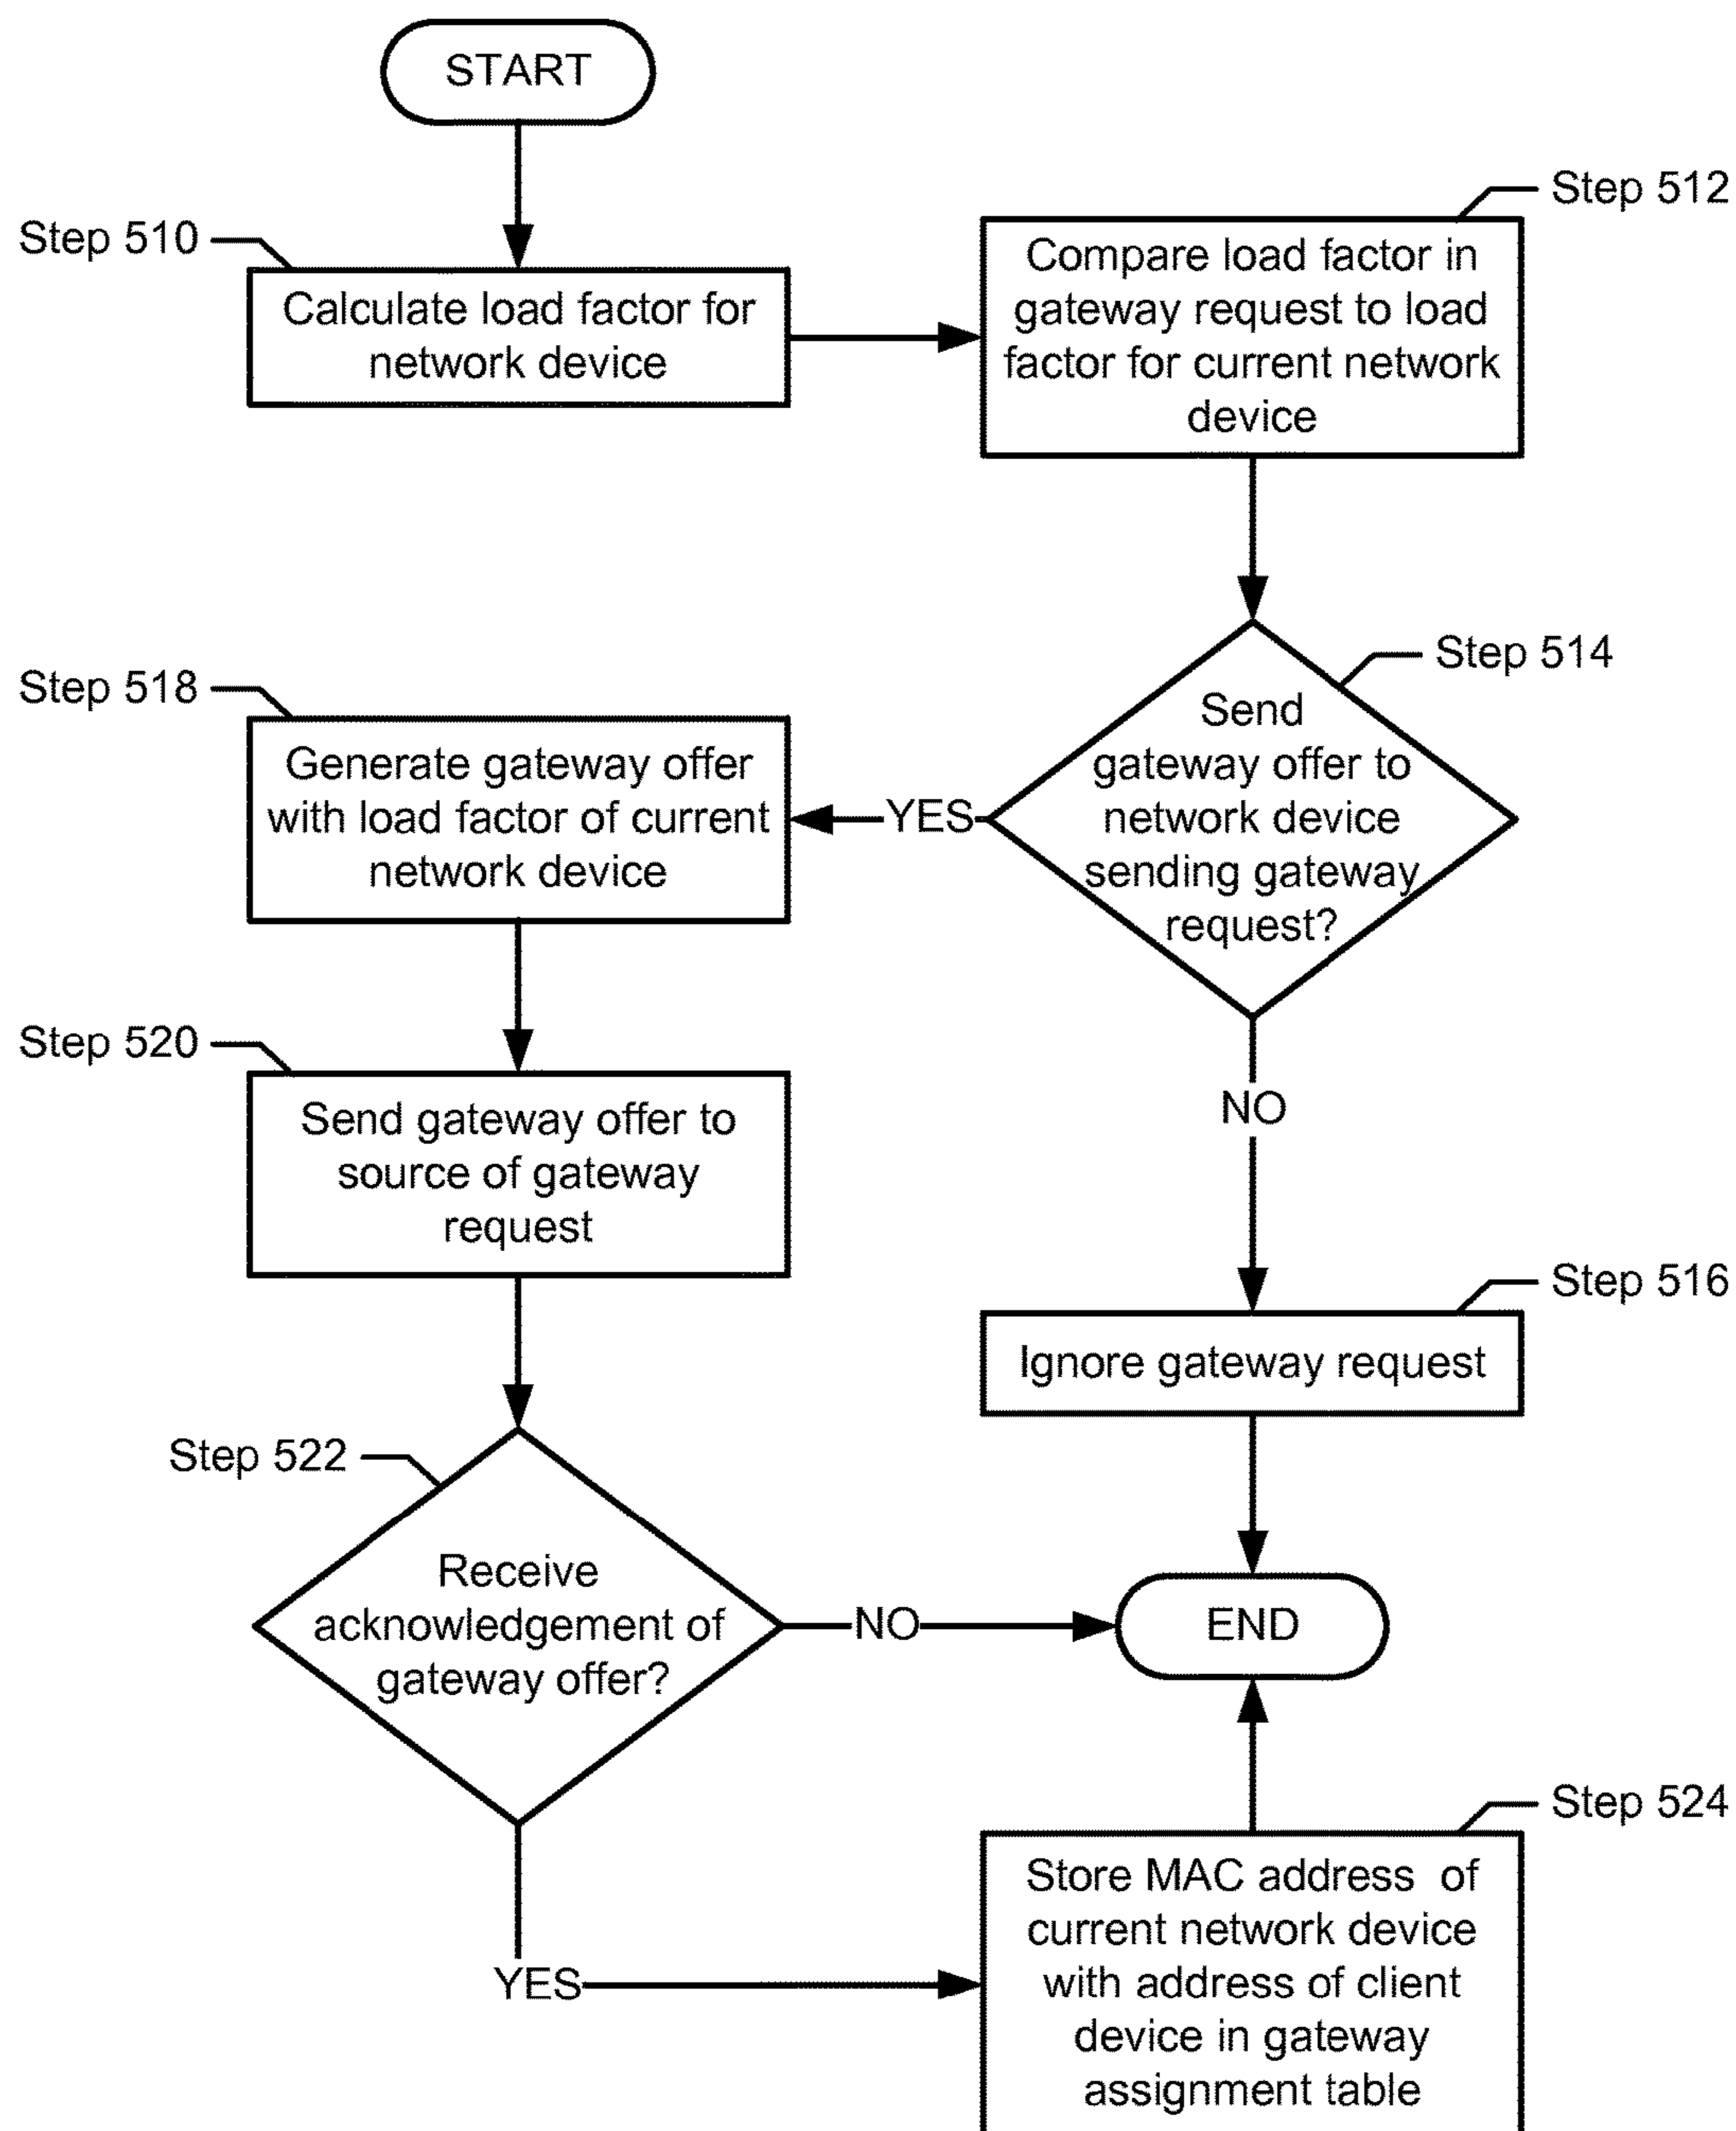 START
Step 510
Calculate load factor for
network device
Step 512
Compare load factor in
gateway request to load
factor for current network
device
Step 514
Send
gateway offer to
network device
sending gateway
request?
YES
Step 518
Generate gateway offer
with load factor of current
network device
Step 520
Send gateway offer to
source of gateway
request
NO
Step 516
Ignore gateway request
Step 522
Receive
acknowledgement of
gateway offer?
NO
END
YES
Step 524
Store MAC address of
current network device
with address of client
device in gateway
assignment table